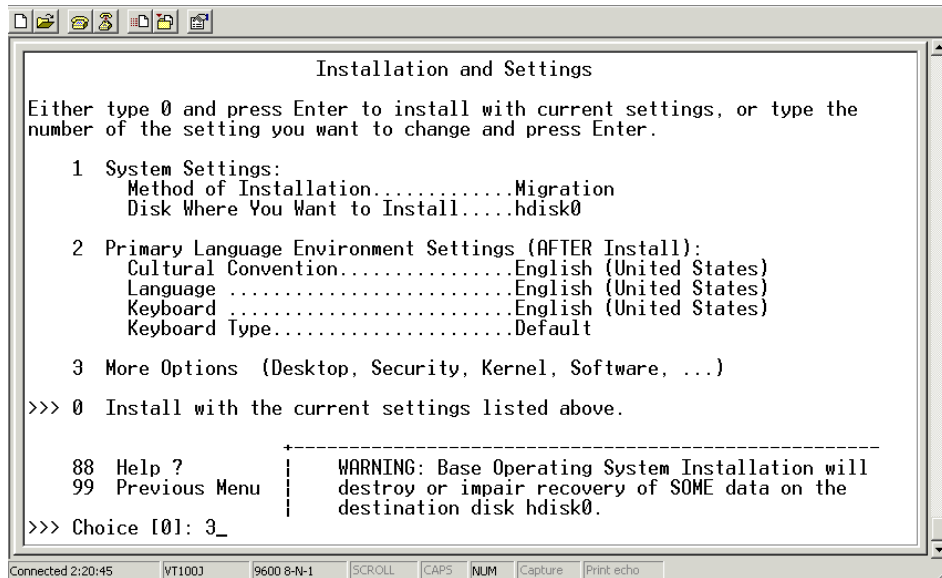 Installation and Settings
Either type 0 and press Enter to install with current settings, or type the
number of the setting you want to change and press Enter.
1 System Settings:
Method of Installation.............Migration
Disk Where You Want to Install.....hdisk0
2 Primary Language Environment Settings (AFTER Install):
Cultural Convention................English (United States)
Language ..........................English (United States)
Keyboard ..........................English (United States)
Keyboard Type......................Default
3 More Options (Desktop, Security, Kernel, Software, ...)
>>> 0 Install with the current settings listed above.
+-----------------------------------------------------
88 Help ? | WARNING: Base Operating System Installation will
99 Previous Menu | destroy or impair recovery of SOME data on the
| destination disk hdisk0.
>>> Choice [0]: 3_
Connected 2:20:45 VT100J 9600 8-N-1 SCROLL CAPS NUM Capture Print echo